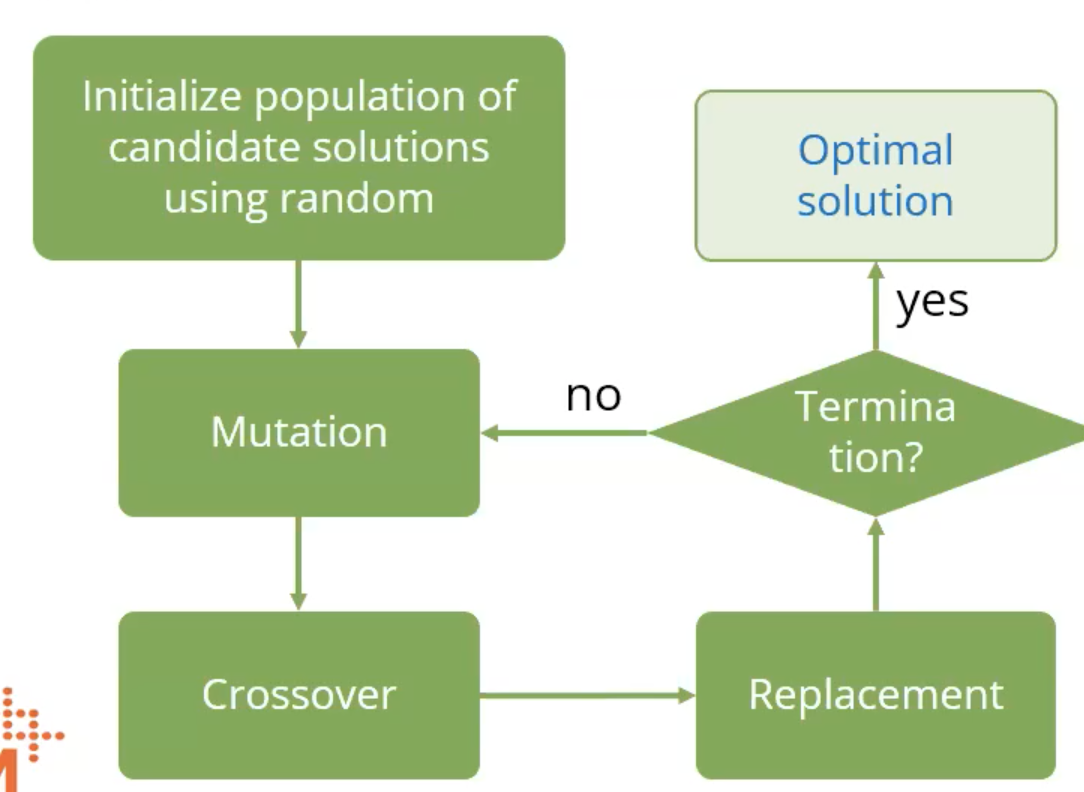 Initialize population of
candidate solutions
using random
Optimal
solution
yes
no
Mutation
Termina
tion?
Crossover
Replacement